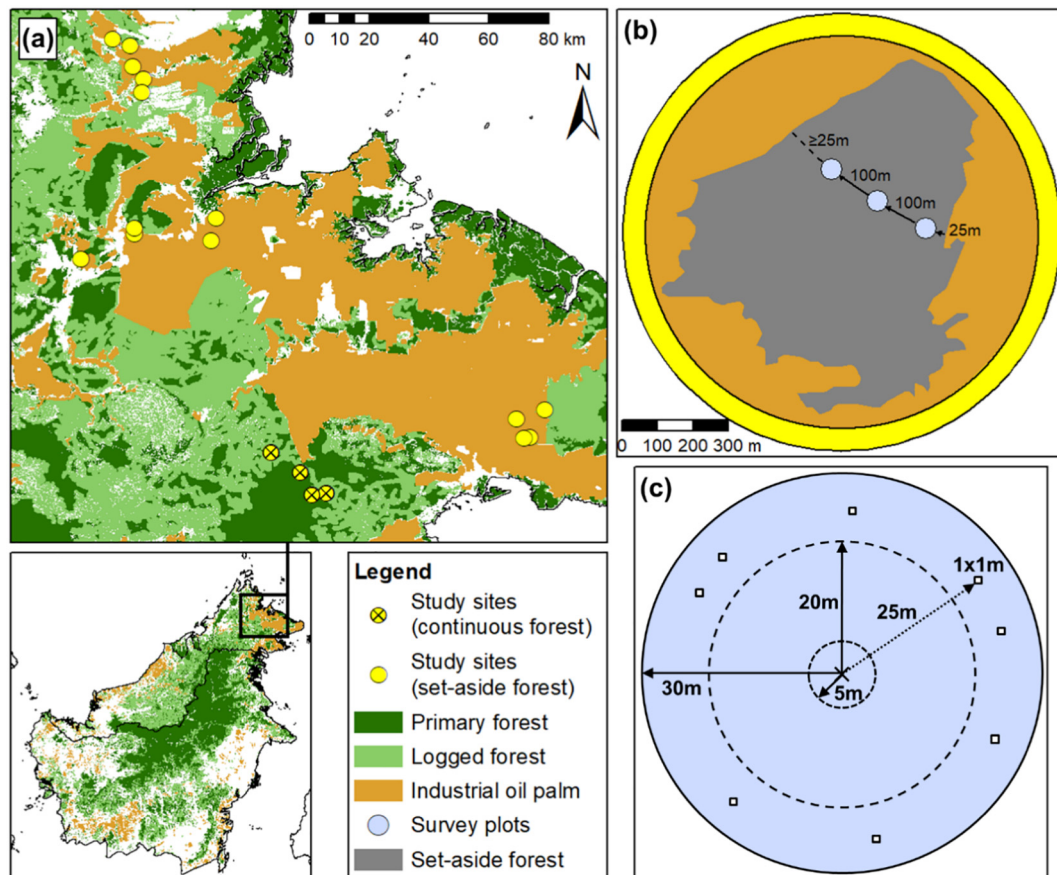 (a)
0 5 10 20 40 60 80 km
N
(b)
≥25m
100m
100m
25m
0 100 200 300 m
Legend
Study sites
(continuous forest)
Study sites
(set-aside forest)
Primary forest
Logged forest
Industrial oil palm
Survey plots
Set-aside forest
(c)
1x1m
20m
25m
30m
5m